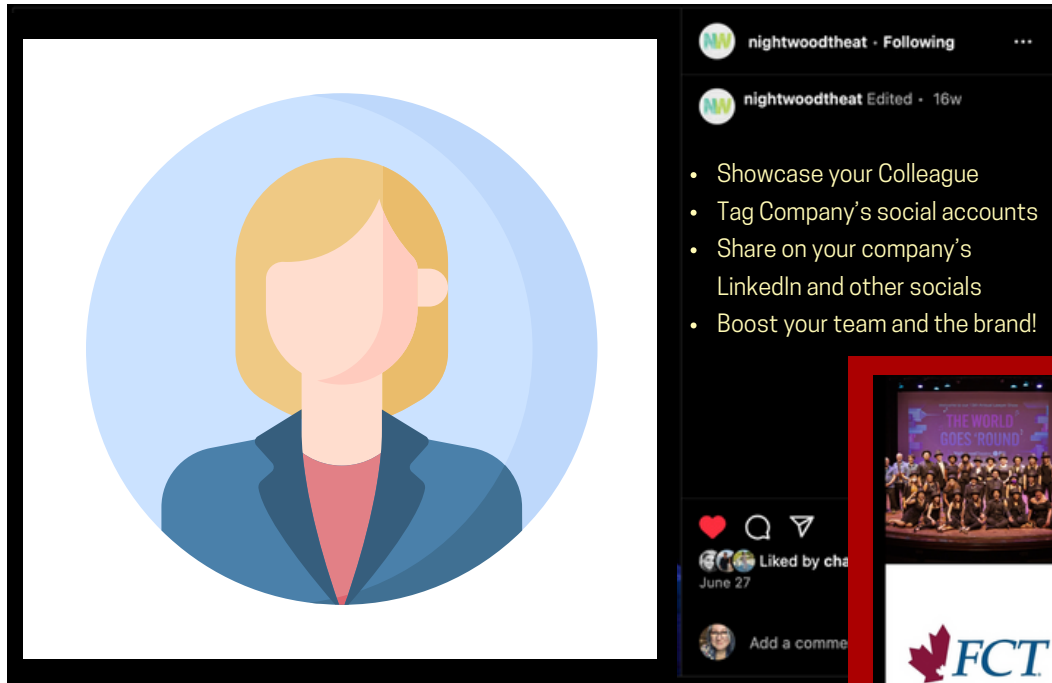 NW
nightwoodtheat • Following
...
NW
nightwoodtheat Edited • 16w
• Showcase your Colleague
• Tag Company’s social accounts
• Share on your company’s
LinkedIn and other socials
• Boost your team and the brand!
THE WORLD
GOES ‘ROUND’
Liked by cha
June 27
Add a comme
FCT